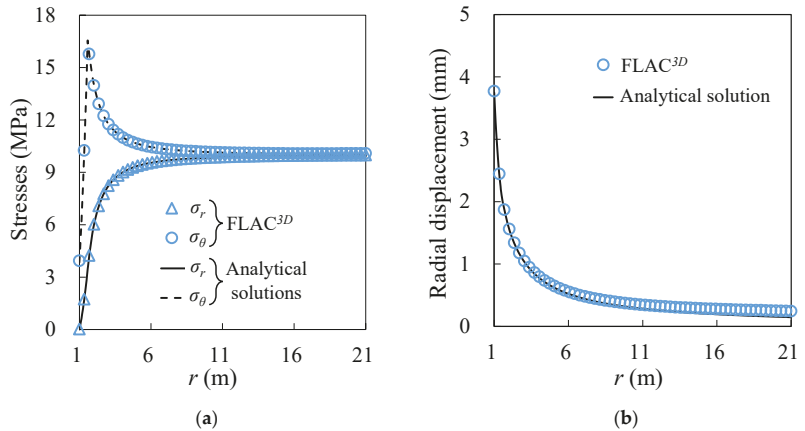 Stresses (MPa)
18
15
12
9
6
3
0
σr
σθ
FLAC3D
σr
σθ
Analytical
solutions
1
6
11
16
21
r (m)
(a)
Radial displacement (mm)
5
4
3
2
1
0
FLAC3D
Analytical solution
1
6
11
16
21
r (m)
(b)